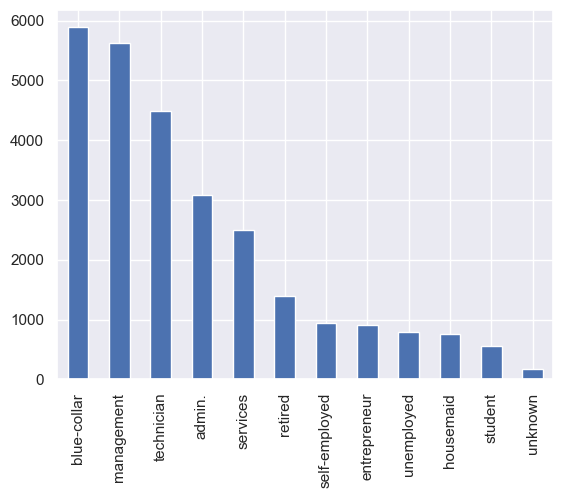 6000
5000
4000
3000
2000
1000
0
blue-collar
management
technician
admin.
services
retired
self-employed
entrepreneur
unemployed
housemaid
student
unknown